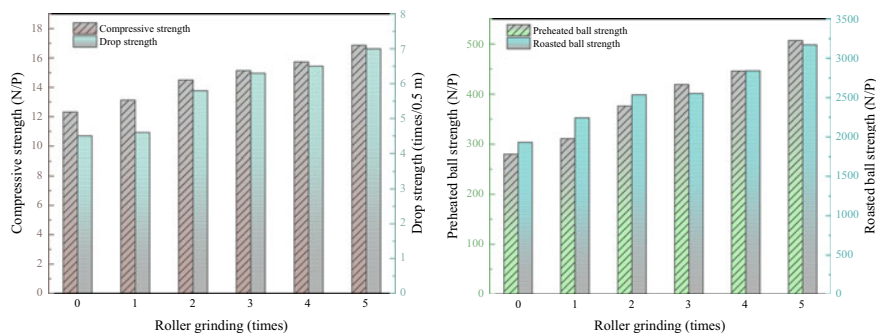 18
16
14
12
10
8
6
4
2
0
Compressive strength (N/P)
Compressive strength
Drop strength
8
7
6
5
4
3
2
1
0
Drop strength (times/0.5 m)
0 1 2 3 4 5
Roller grinding (times)
500
400
300
200
100
0
Preheated ball strength (N/P)
Preheated ball strength
Roasted ball strength
3500
3000
2500
2000
1500
1000
500
0
Roasted ball strength (N/P)
0 1 2 3 4 5
Roller grinding (times)